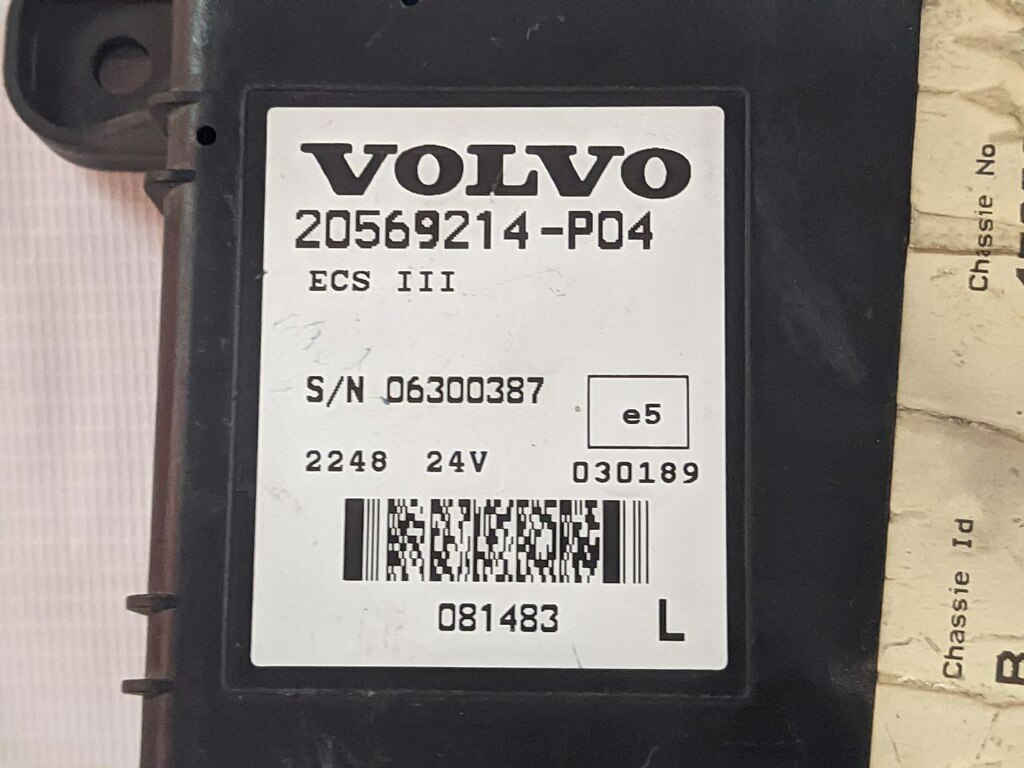 VOLVO
20569214-P04
ECS III
S/N 06300387
e5
2248 24V
030189
081483
L
Chassie No
Chassie Id
B